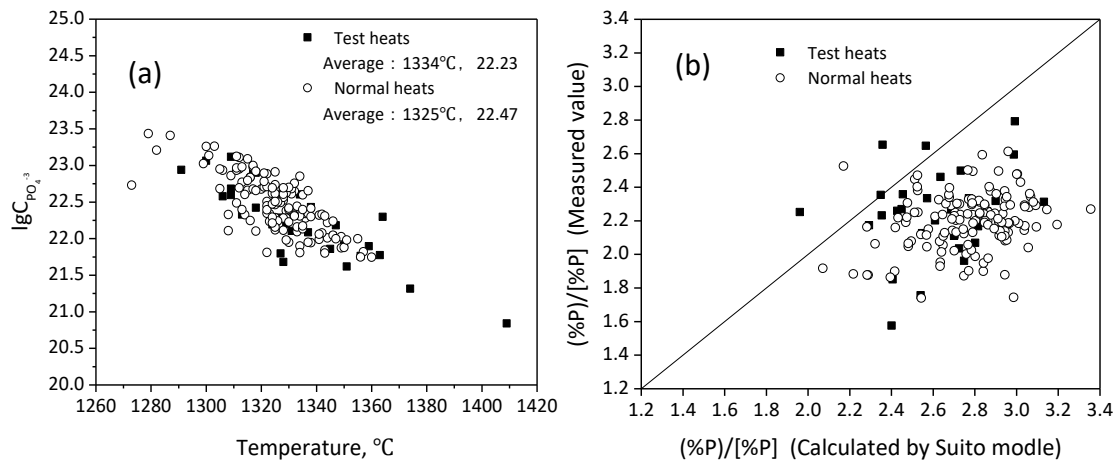 25.0
24.5
24.0
23.5
23.0
22.5
22.0
21.5
21.0
20.5
20.0
1260 1280 1300 1320 1340 1360 1380 1400 1420
lgC_PO₄⁻³
Temperature, ℃
(a)
Test heats
Average : 1334℃, 22.23
Normal heats
Average : 1325℃, 22.47
3.4
3.2
3.0
2.8
2.6
2.4
2.2
2.0
1.8
1.6
1.4
1.2
1.2 1.4 1.6 1.8 2.0 2.2 2.4 2.6 2.8 3.0 3.2 3.4
(%P)/[%P] (Measured value)
(%P)/[%P] (Calculated by Suito modle)
(b)
Test heats
Normal heats